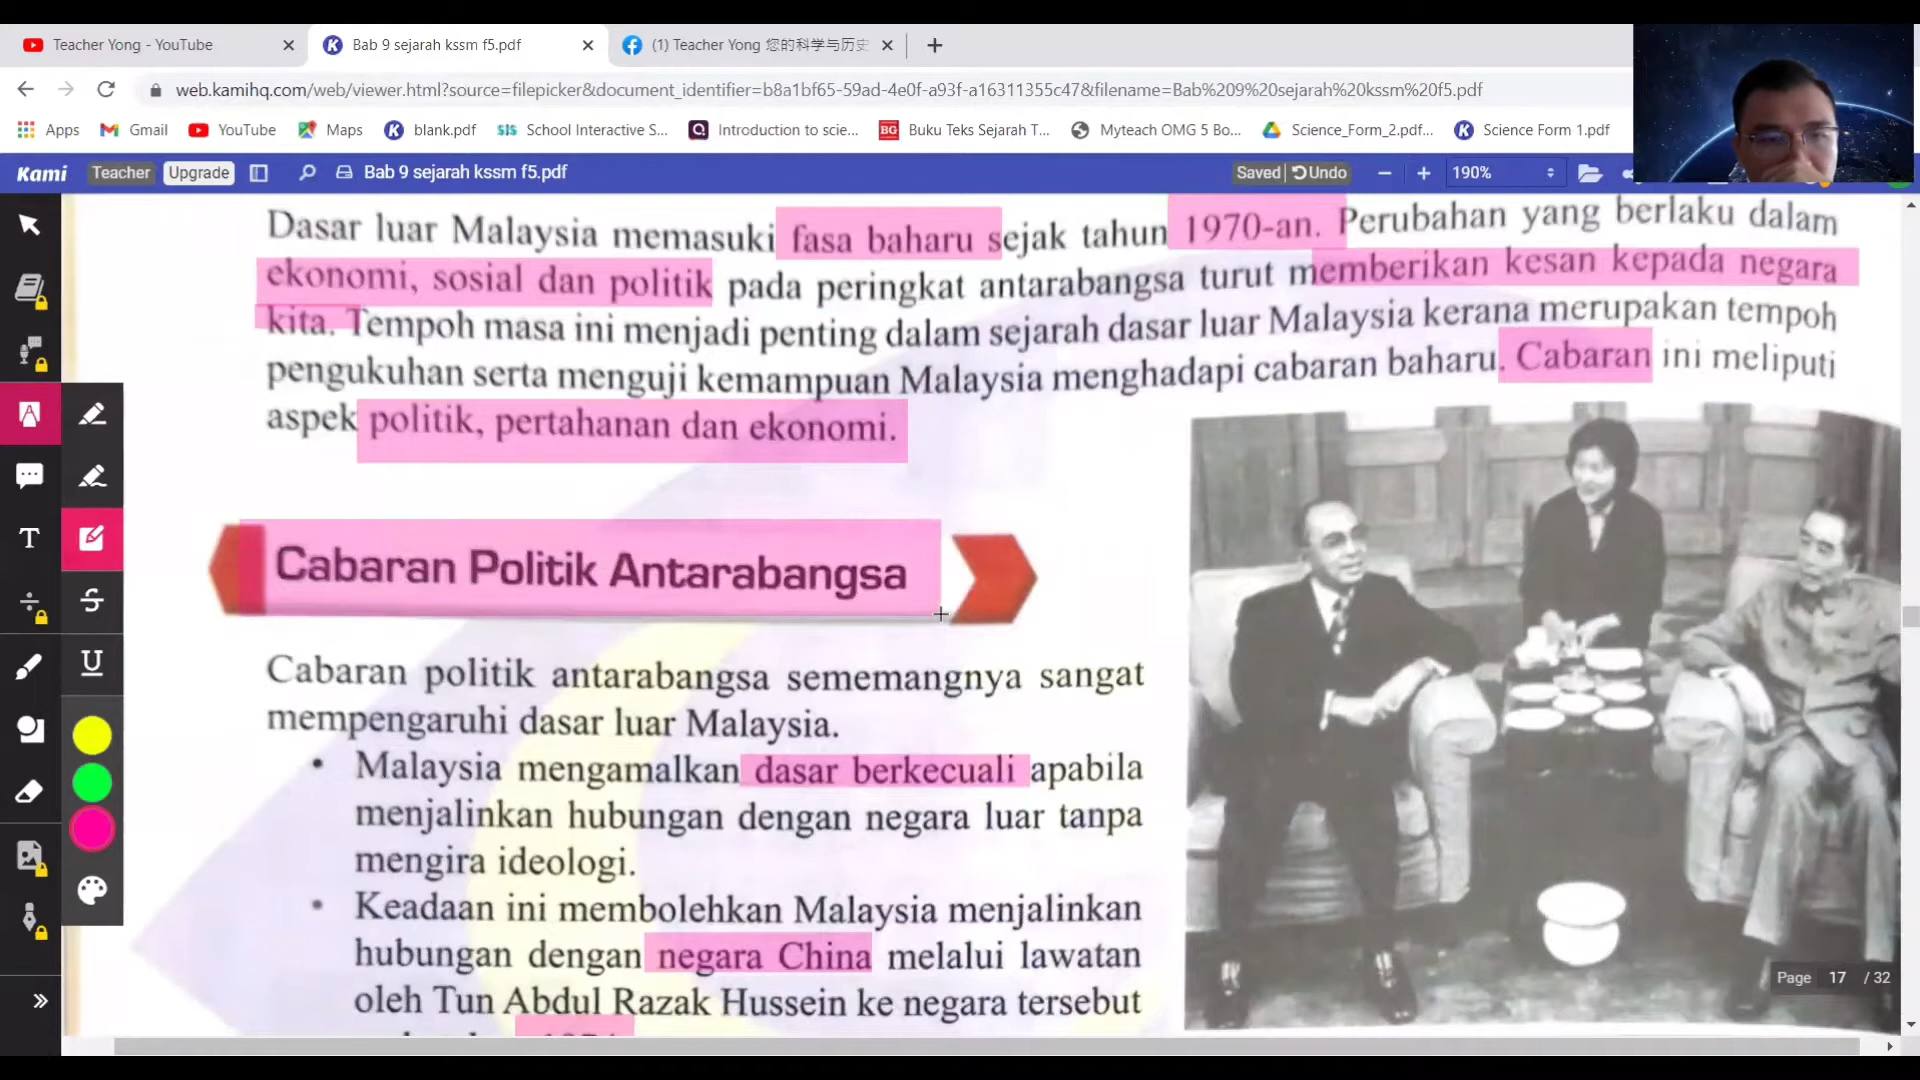 Teacher Yong - YouTube
Bab 9 sejarah kssm f5.pdf
(1) Teacher Yong 您的科学与历史
web.kamihq.com/web/viewer.html?source=filepicker&document_identifier=b8a1bf65-59ad-4e0f-a93f-a16311355c47&filename=Bab%209%20sejarah%20kssm%20f5.pdf
Apps
Gmail
YouTube
Maps
blank.pdf
SIS School Interactive S...
Introduction to scie...
BG Buku Teks Sejarah T...
Myteach OMG 5 Bo...
Science_Form_2.pdf...
Science Form 1.pdf
Kami
Teacher
Upgrade
Bab 9 sejarah kssm f5.pdf
Saved
Undo
190%
Dasar luar Malaysia memasuki fasa baharu sejak tahun 1970-an. Perubahan yang berlaku dalam
ekonomi, sosial dan politik pada peringkat antarabangsa turut memberikan kesan kepada negara
kita. Tempoh masa ini menjadi penting dalam sejarah dasar luar Malaysia kerana merupakan tempoh
pengukuhan serta menguji kemampuan Malaysia menghadapi cabaran baharu. Cabaran ini meliputi
aspek politik, pertahanan dan ekonomi.
Cabaran Politik Antarabangsa
Cabaran politik antarabangsa sememangnya sangat
mempengaruhi dasar luar Malaysia.
• Malaysia mengamalkan dasar berkecuali apabila
menjalinkan hubungan dengan negara luar tanpa
mengira ideologi.
• Keadaan ini membolehkan Malaysia menjalinkan
hubungan dengan negara China melalui lawatan
oleh Tun Abdul Razak Hussein ke negara tersebut
Page 17 / 32